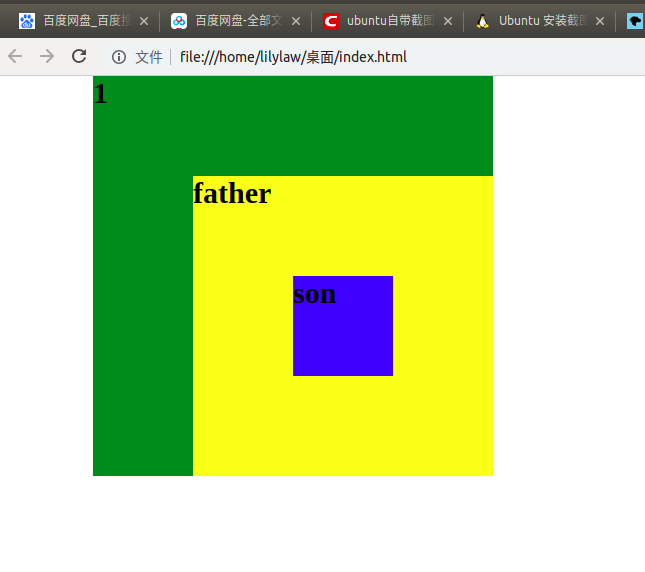 百度网盘_百度搜
百度网盘-全部文
ubuntu自带截图
Ubuntu 安装截图
文件 file:///home/lilylaw/桌面/index.html
1
father
son